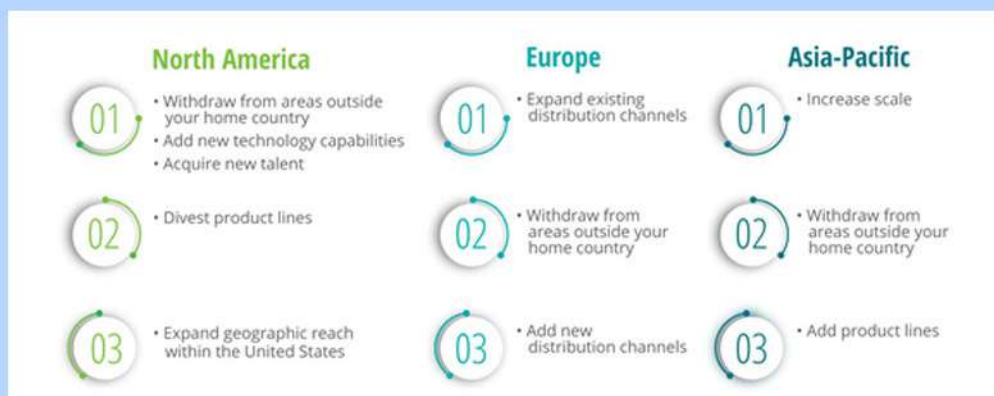 North America
01
• Withdraw from areas outside
your home country
• Add new technology capabilities
• Acquire new talent
02
• Divest product lines
03
• Expand geographic reach
within the United States
Europe
01
• Expand existing
distribution channels
02
• Withdraw from
areas outside your
home country
03
• Add new
distribution channels
Asia-Pacific
01
• Increase scale
02
• Withdraw from
areas outside your
home country
03
• Add product lines